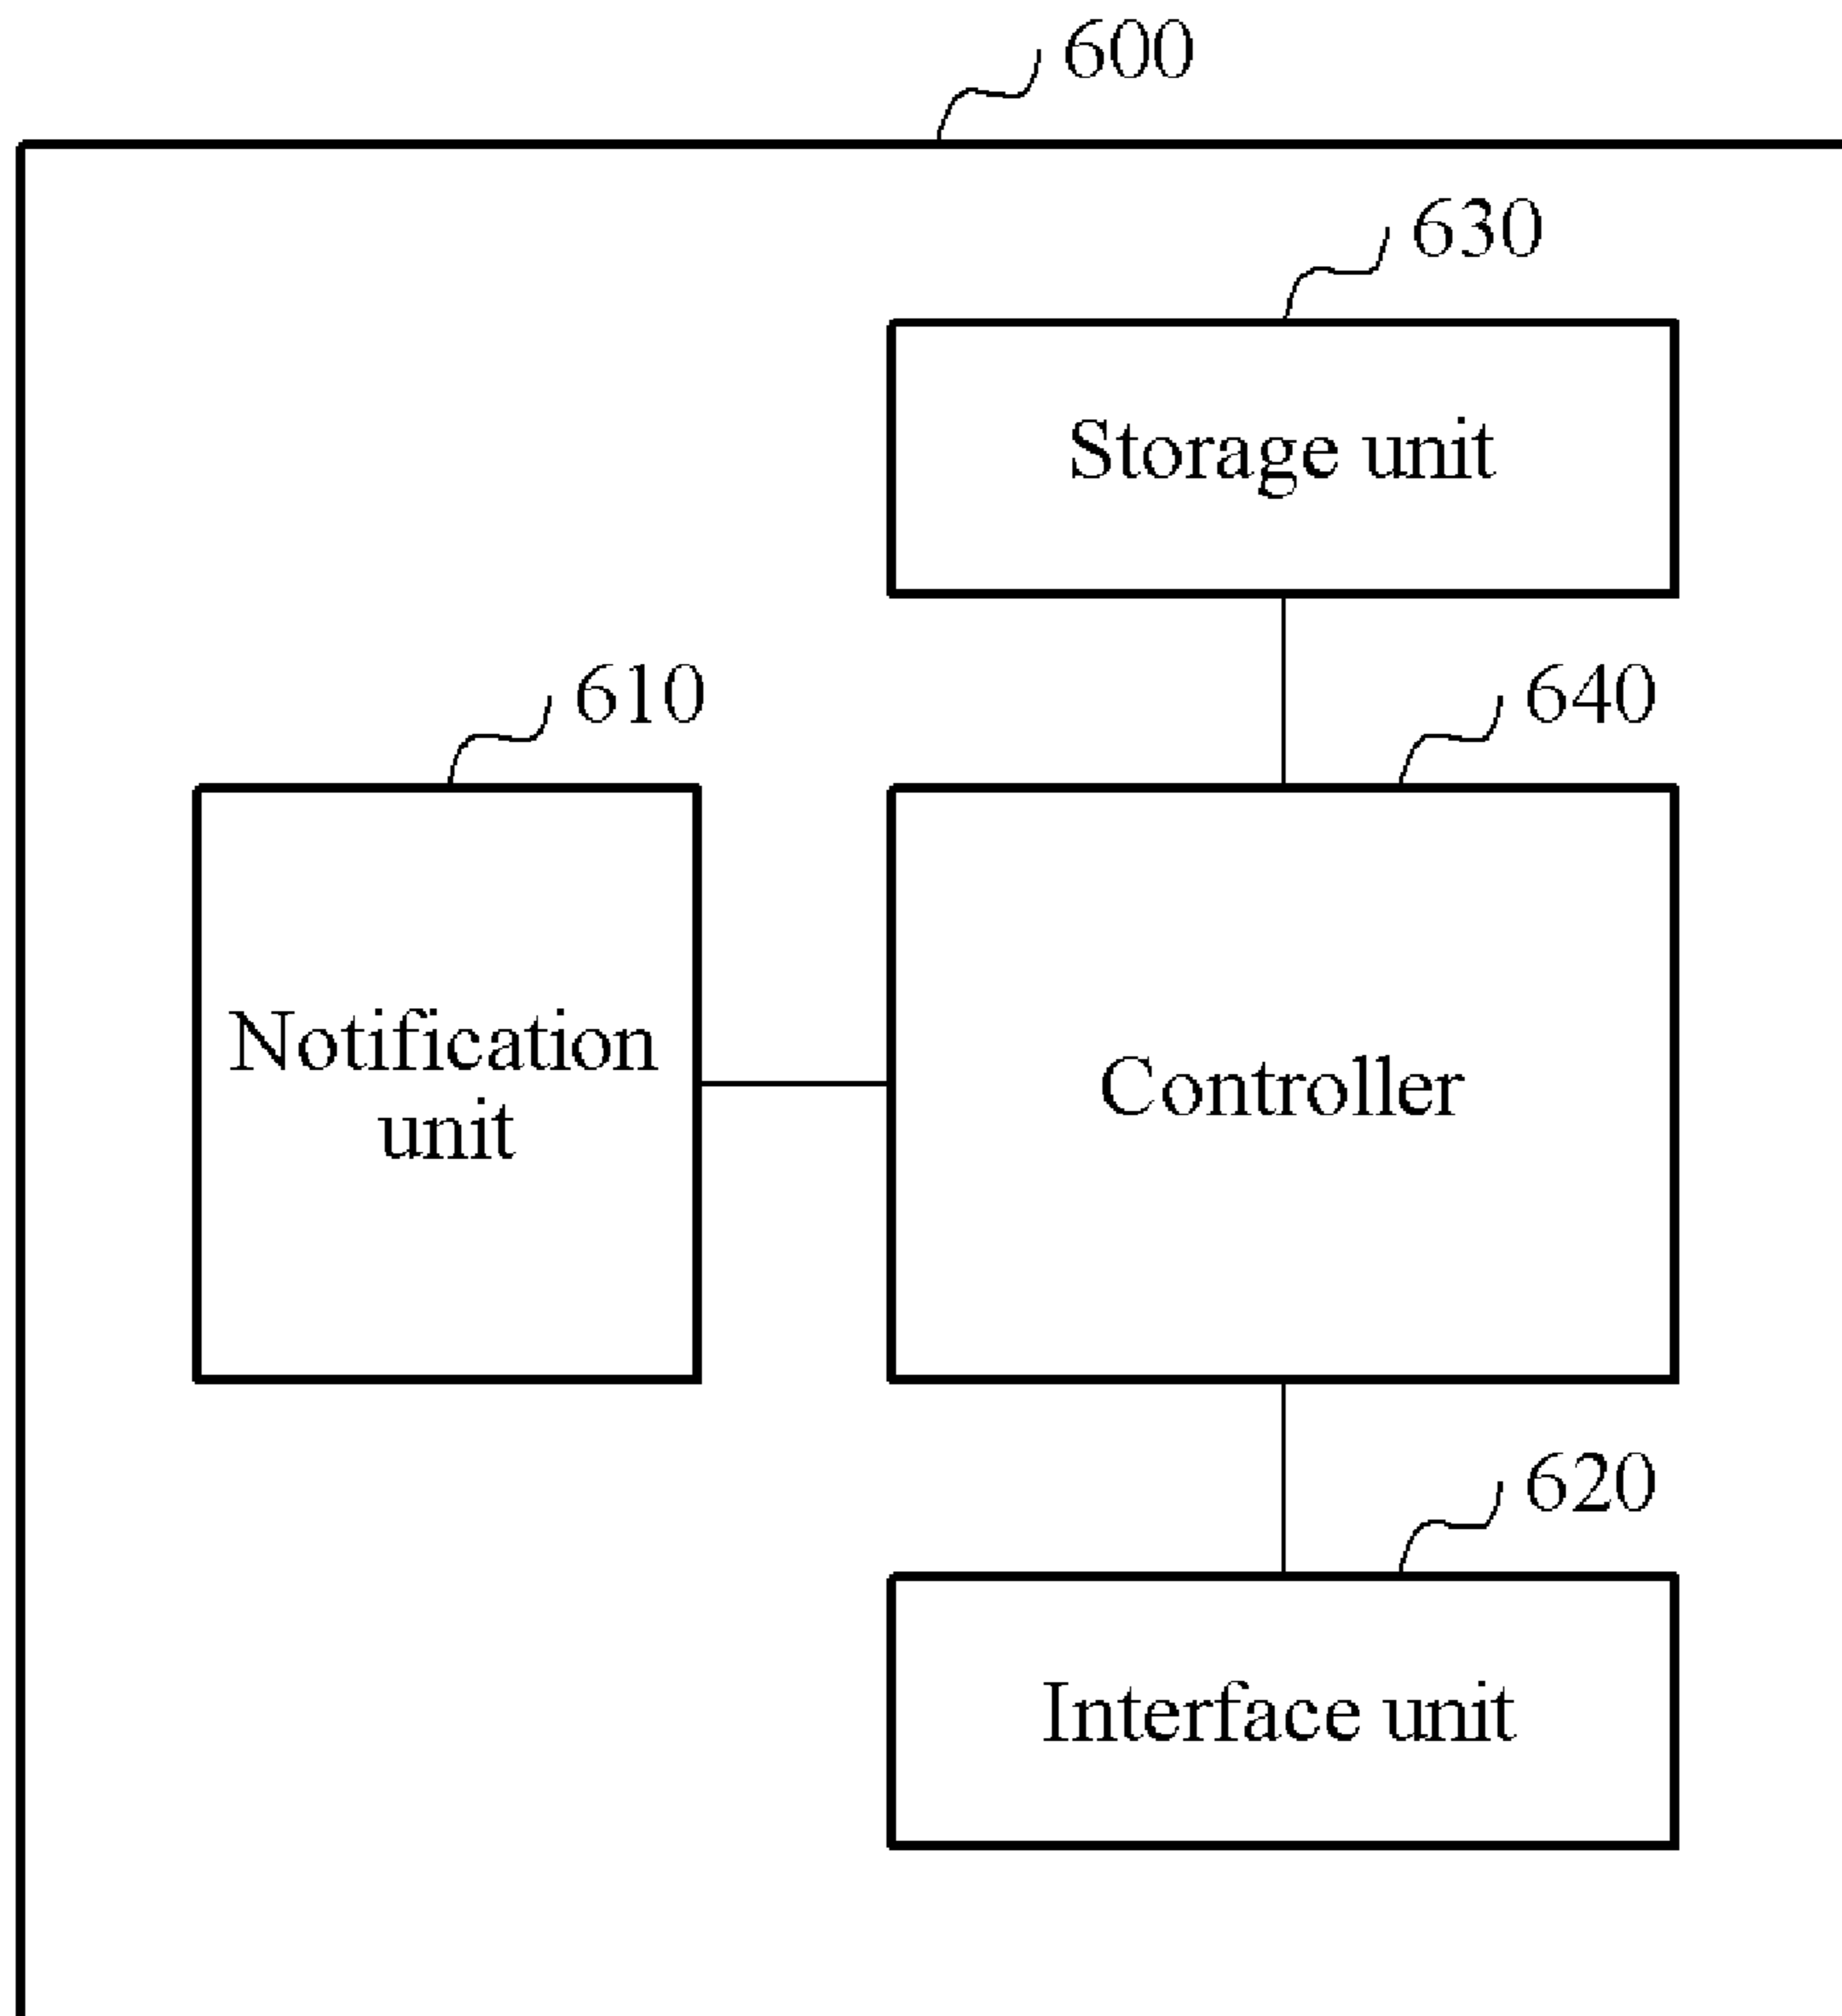 600
630
Storage unit
610
640
Notification
unit
Controller
620
Interface unit